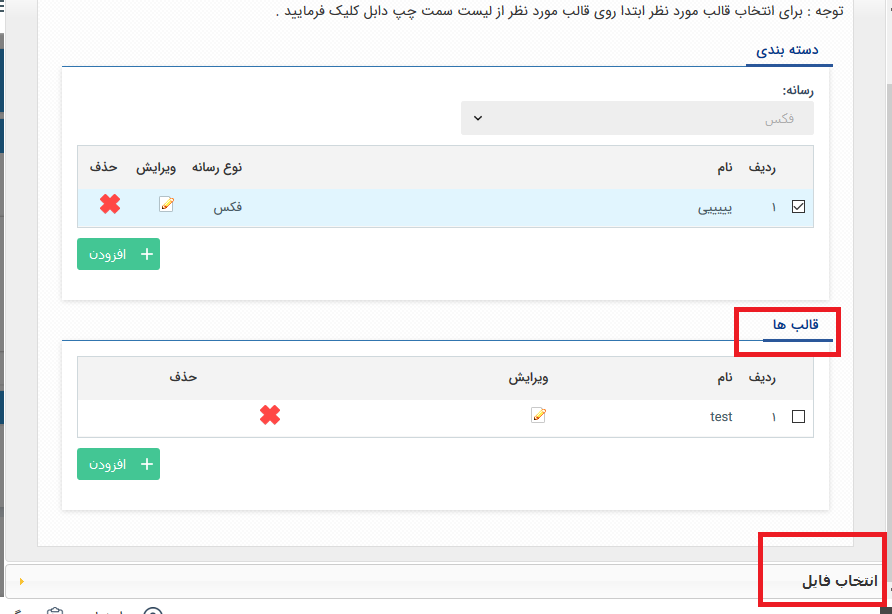 توجه : برای انتخاب قالب مورد نظر ابتدا روی قالب مورد نظر از لیست سمت چپ دابل کلیک فرمایید .
دسته بندی
رسانه:
فکس
ردیف نام نوع رسانه ویرایش حذف
۱ ییییبی فکس
+ افزودن
قالب ها
ردیف نام ویرایش حذف
۱ test
+ افزودن
انتخاب فایل